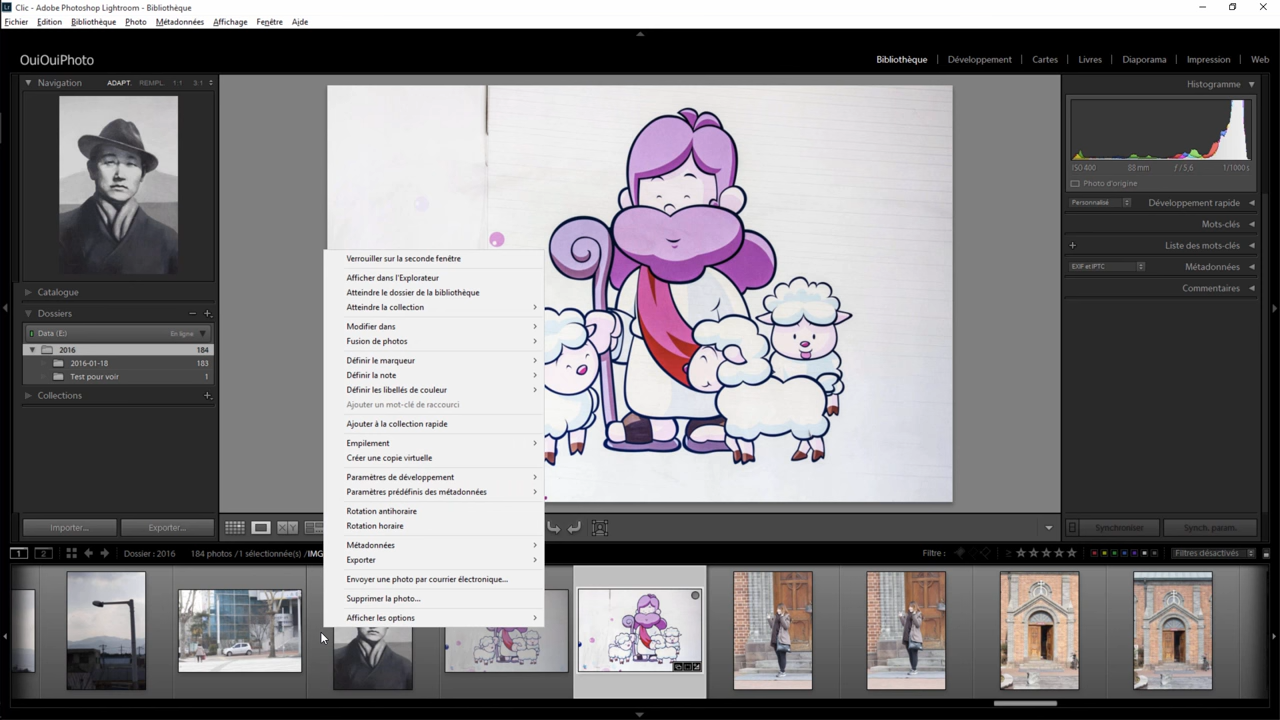 Clic - Adobe Photoshop Lightroom - Bibliothèque
Fichier Edition Bibliothèque Photo Métadonnées Affichage Fenêtre Aide
OuiOuiPhoto
Bibliothèque | Développement | Cartes | Livres | Diaporama | Impression | Web
Navigation ADAPT. REMPL. 1:1 3:1
Histogramme
ISO 400 88 mm ƒ / 5,6 1/1000 s
Photo d'origine
Personnalisé Développement rapide
Mots-clés
Liste des mots-clés
EXIF et IPTC Métadonnées
Commentaires
Catalogue
Dossiers
Data (E:) En ligne
2016 184
2016-01-18 183
Test pour voir 1
Collections
Verrouiller sur la seconde fenêtre
Afficher dans l'Explorateur
Atteindre le dossier de la bibliothèque
Atteindre la collection
Modifier dans
Fusion de photos
Définir le marqueur
Définir la note
Définir les libellés de couleur
Ajouter un mot-clé de raccourci
Ajouter à la collection rapide
Empilement
Créer une copie virtuelle
Paramètres de développement
Paramètres prédéfinis des métadonnées
Rotation antihoraire
Rotation horaire
Métadonnées
Exporter
Envoyer une photo par courrier électronique...
Supprimer la photo...
Afficher les options
Importer... Exporter...
XY
Synchroniser Synch. param.
1 2 Dossier : 2016 184 photos /1 sélectionnée(s) /IMG
Filtre : Filtres désactivés